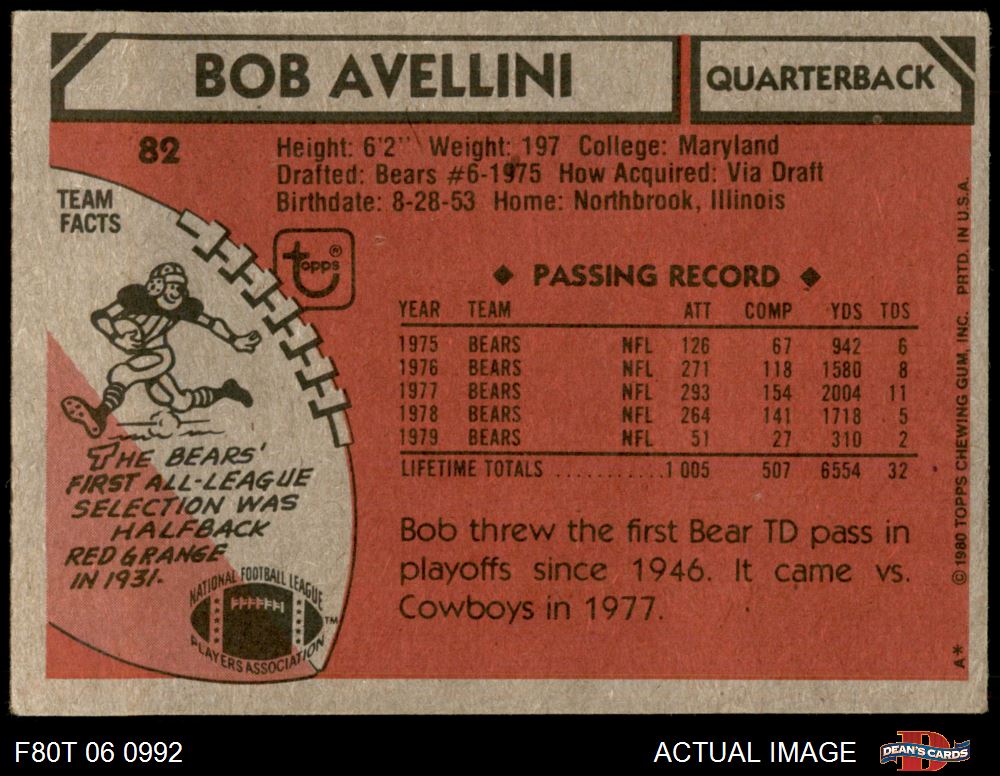 BOB AVELLINI
QUARTERBACK
82
Height: 6'2" Weight: 197 College: Maryland
Drafted: Bears #6-1975 How Acquired: Via Draft
Birthdate: 8-28-53 Home: Northbrook, Illinois
TEAM
FACTS
topps ®
THE BEARS'
FIRST ALL-LEAGUE
SELECTION WAS
HALFBACK
RED GRANGE
IN 1931.
NATIONAL FOOTBALL LEAGUE
PLAYERS ASSOCIATION
TM
◆ PASSING RECORD ◆
YEAR TEAM ATT COMP YDS TDS
1975 BEARS NFL 126 67 942 6
1976 BEARS NFL 271 118 1580 8
1977 BEARS NFL 293 154 2004 11
1978 BEARS NFL 264 141 1718 5
1979 BEARS NFL 51 27 310 2
LIFETIME TOTALS ...........1 005 507 6554 32
Bob threw the first Bear TD pass in
playoffs since 1946. It came vs.
Cowboys in 1977.
© 1980 TOPPS CHEWING GUM, INC. PRTD. IN U.S.A.
A*
F80T 06 0992
ACTUAL IMAGE
DEAN'S CARDS